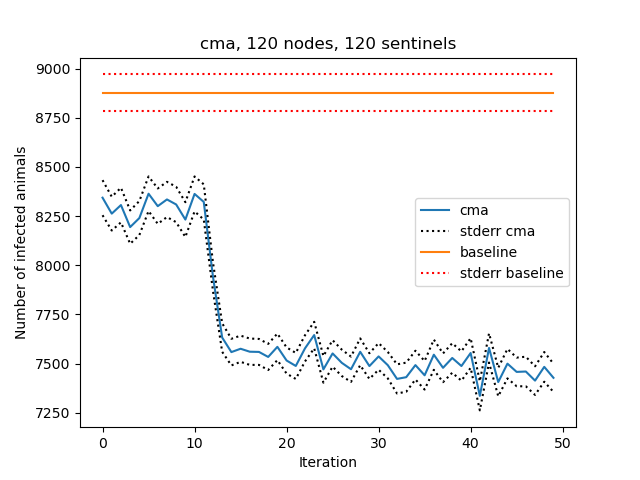 cma, 120 nodes, 120 sentinels
Number of infected animals
9000
8750
8500
8250
8000
7750
7500
7250
cma
stderr cma
baseline
stderr baseline
0
10
20
30
40
50
Iteration